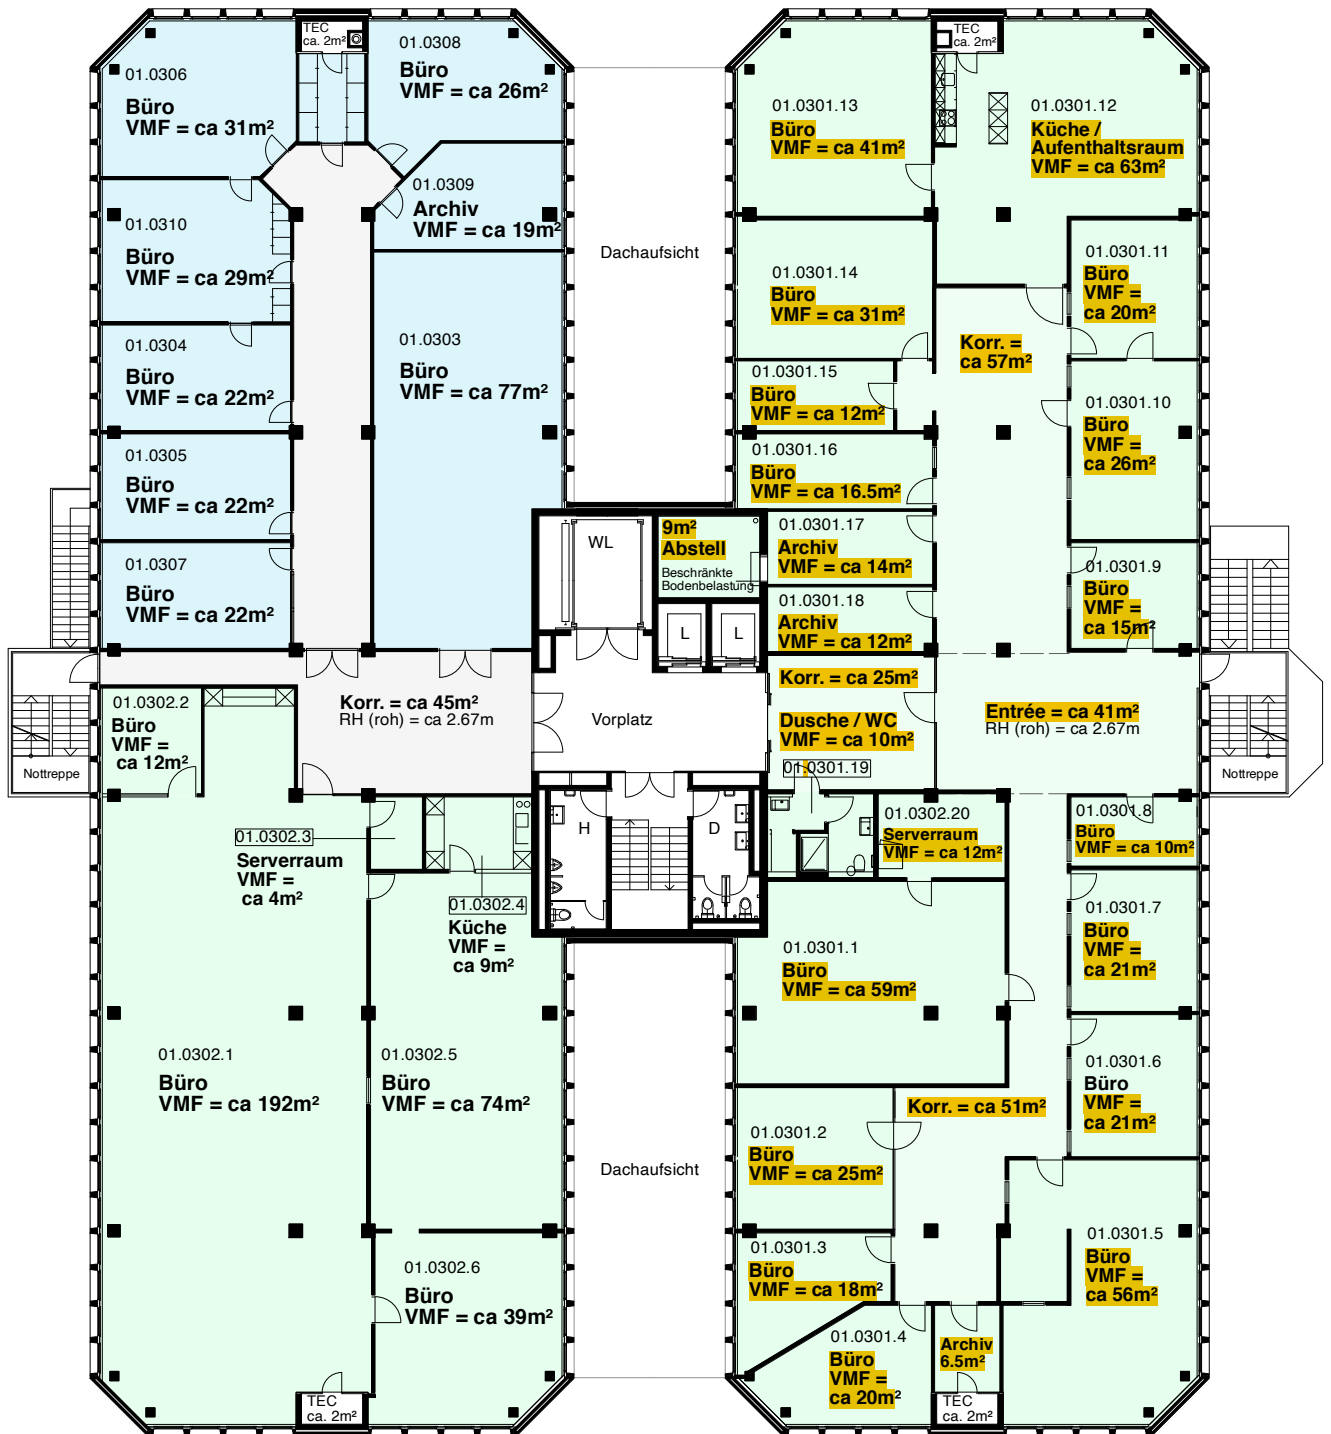 TEC
ca. 2m²
01.0306
Büro
VMF = ca 31m²
01.0308
Büro
VMF = ca 26m²
01.0309
Archiv
VMF = ca 19m²
01.0310
Büro
VMF = ca 29m²
01.0304
Büro
VMF = ca 22m²
01.0303
Büro
VMF = ca 77m²
01.0305
Büro
VMF = ca 22m²
01.0307
Büro
VMF = ca 22m²
Dachaufsicht
TEC
ca. 2m²
01.0301.13
Büro
VMF = ca 41m²
01.0301.12
Küche /
Aufenthaltsraum
VMF = ca 63m²
01.0301.14
Büro
VMF = ca 31m²
01.0301.11
Büro
VMF =
ca 20m²
Korr. =
ca 57m²
01.0301.15
Büro
VMF = ca 12m²
01.0301.10
Büro
VMF =
ca 26m²
01.0301.16
Büro
VMF = ca 16.5m²
WL
9m²
Abstell
Beschränkte
Bodenbelastung
01.0301.17
Archiv
VMF = ca 14m²
01.0301.9
Büro
VMF =
ca 15m²
01.0301.18
Archiv
VMF = ca 12m²
L
L
Korr. = ca 45m²
RH (roh) = ca 2.67m
Vorplatz
Korr. = ca 25m²
Dusche / WC
VMF = ca 10m²
01.0301.19
Entrée = ca 41m²
RH (roh) = ca 2.67m
Nottreppe
Nottreppe
01.0302.2
Büro
VMF =
ca 12m²
01.0302.3
Serverraum
VMF =
ca 4m²
01.0302.4
Küche
VMF =
ca 9m²
H
D
01.0302.20
Serverraum
VMF = ca 12m²
01.0301.8
Büro
VMF = ca 10m²
01.0301.7
Büro
VMF =
ca 21m²
01.0301.1
Büro
VMF = ca 59m²
01.0302.1
Büro
VMF = ca 192m²
01.0302.5
Büro
VMF = ca 74m²
01.0301.6
Büro
VMF =
ca 21m²
Korr. = ca 51m²
01.0301.2
Büro
VMF = ca 25m²
Dachaufsicht
01.0301.3
Büro
VMF = ca 18m²
01.0301.5
Büro
VMF =
ca 56m²
01.0302.6
Büro
VMF = ca 39m²
01.0301.4
Büro
VMF =
ca 20m²
Archiv
6.5m²
TEC
ca. 2m²
TEC
ca. 2m²